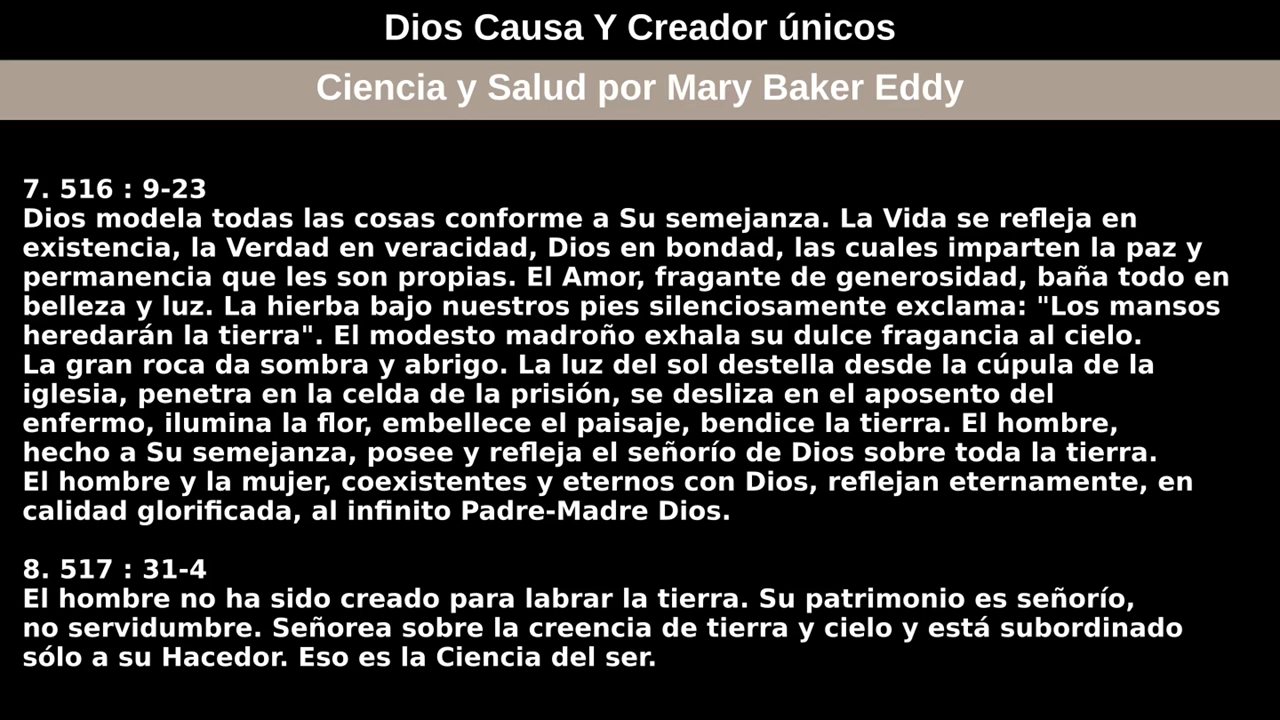 Dios Causa Y Creador únicos
Ciencia y Salud por Mary Baker Eddy
7. 516 : 9-23
Dios modela todas las cosas conforme a Su semejanza. La Vida se refleja en
existencia, la Verdad en veracidad, Dios en bondad, las cuales imparten la paz y
permanencia que les son propias. El Amor, fragante de generosidad, baña todo en
belleza y luz. La hierba bajo nuestros pies silenciosamente exclama: "Los mansos
heredarán la tierra". El modesto madroño exhala su dulce fragancia al cielo.
La gran roca da sombra y abrigo. La luz del sol destella desde la cúpula de la
iglesia, penetra en la celda de la prisión, se desliza en el aposento del
enfermo, ilumina la flor, embellece el paisaje, bendice la tierra. El hombre,
hecho a Su semejanza, posee y refleja el señorío de Dios sobre toda la tierra.
El hombre y la mujer, coexistentes y eternos con Dios, reflejan eternamente, en
calidad glorificada, al infinito Padre-Madre Dios.
8. 517 : 31-4
El hombre no ha sido creado para labrar la tierra. Su patrimonio es señorío,
no servidumbre. Señorea sobre la creencia de tierra y cielo y está subordinado
sólo a su Hacedor. Eso es la Ciencia del ser.